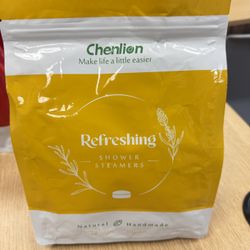 Chenlion
Make life a little easier
Refreshing
SHOWER
STEAMERS
Natural Handmade